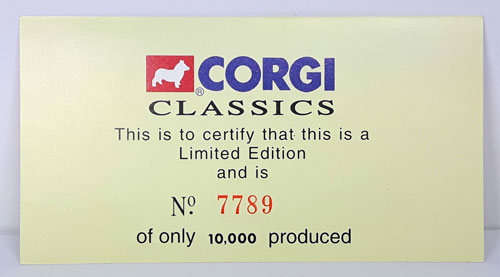 ® CORGI
CLASSICS
This is to certify that this is a
Limited Edition
and is
Nº. 7789
of only 10,000 produced